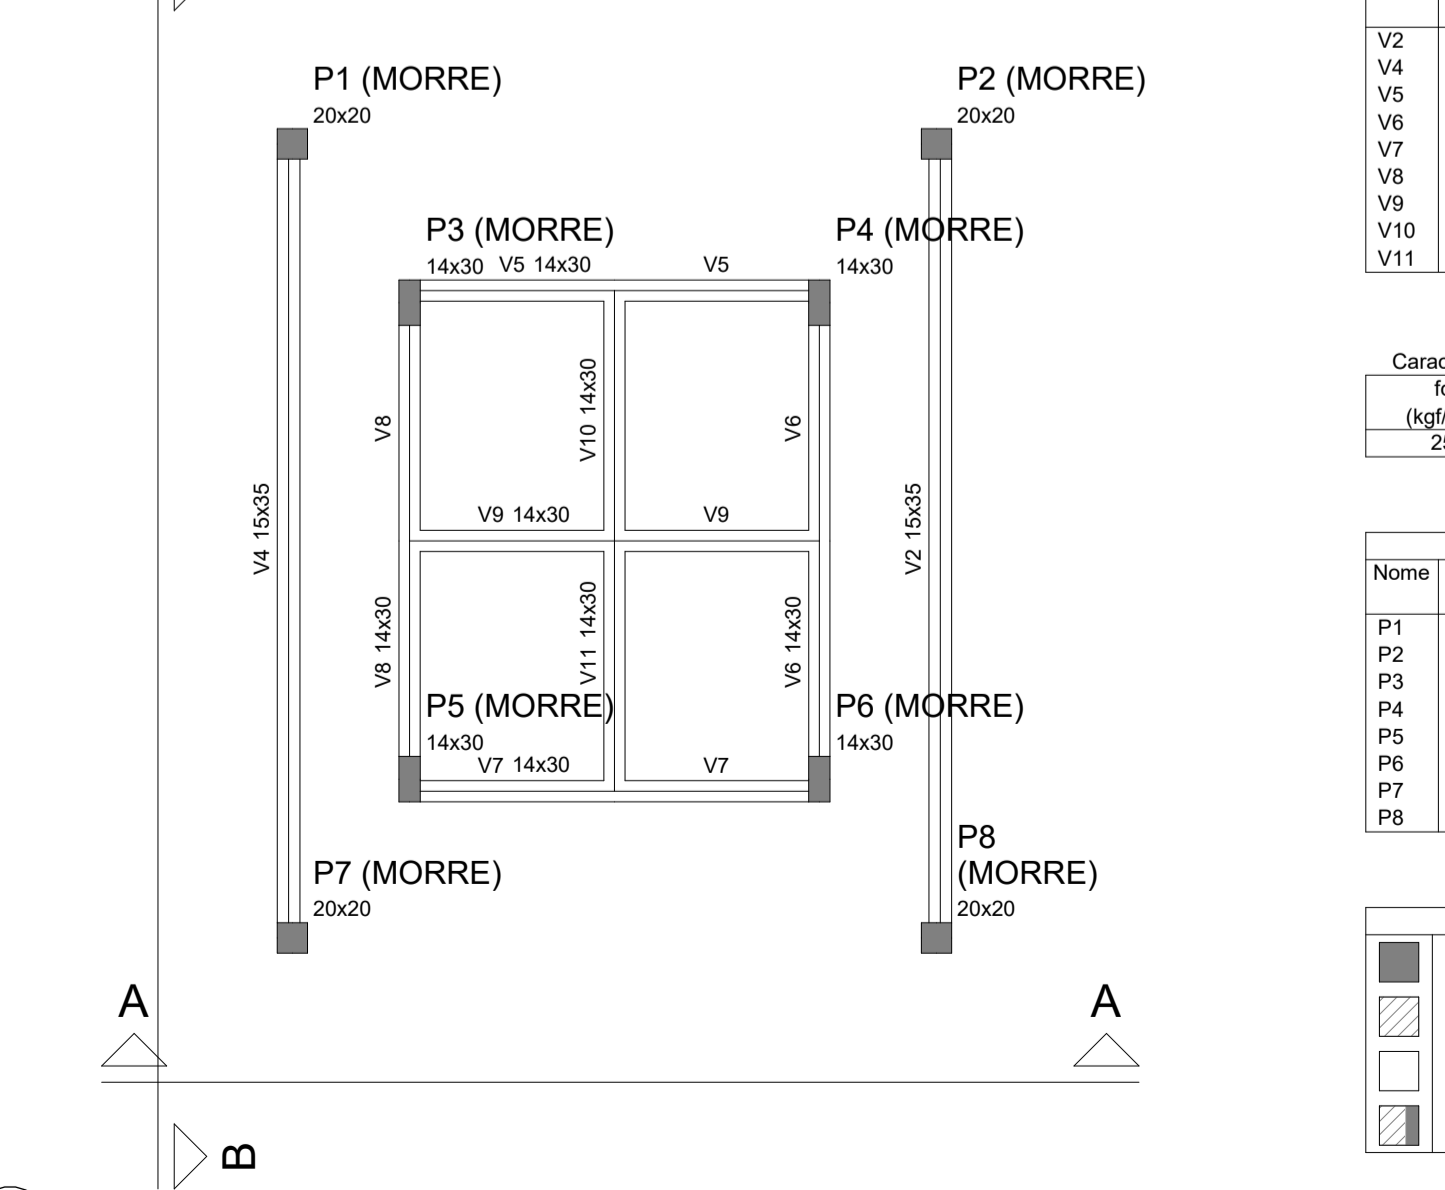 P1 (MORRE)
20x20
P2 (MORRE)
20x20
P3 (MORRE)
14x30
V5 14x30
V5
P4 (MORRE)
14x30
V8
V10 14x30
V6
V4 15x35
V9 14x30
V9
V2 15x35
V8 14x30
V11 14x30
V6 14x30
P5 (MORRE)
14x30
V7 14x30
V7
P6 (MORRE)
14x30
P7 (MORRE)
20x20
P8
(MORRE)
20x20
A
A
B
V2
V4
V5
V6
V7
V8
V9
V10
V11
Carac
(kgf/
Nome
P1
P2
P3
P4
P5
P6
P7
P8